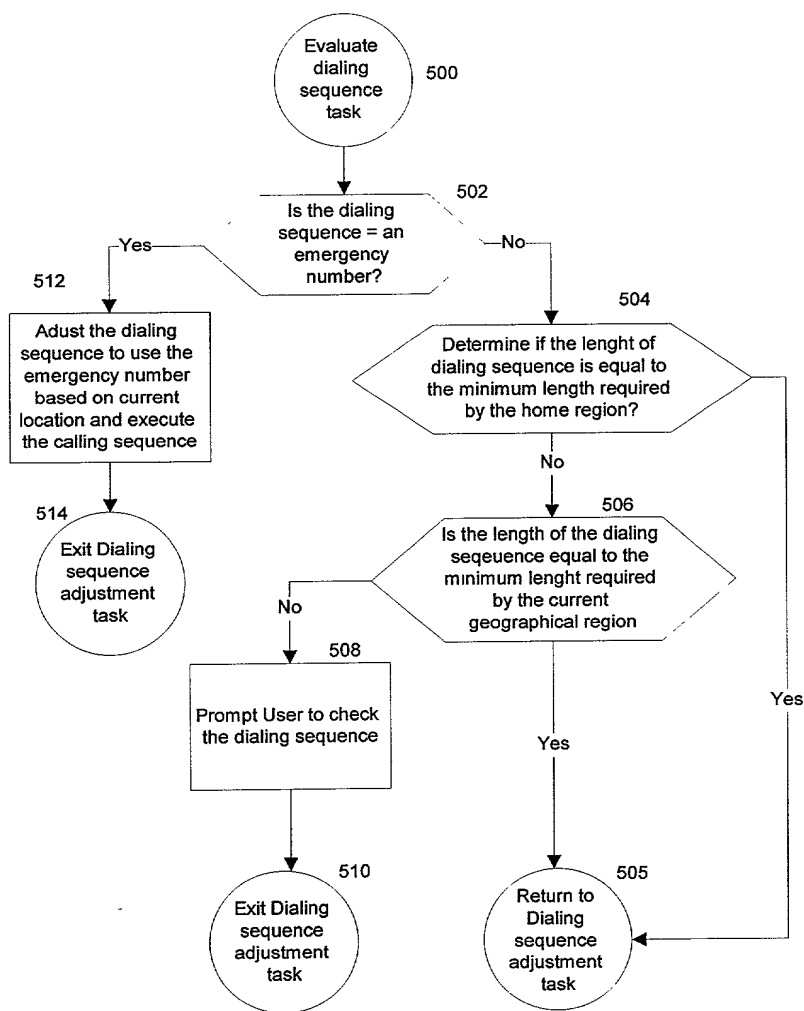 Evaluate
dialing
sequence
task
500
502
Is the dialing
sequence = an
emergency
number?
Yes
No
512
504
Adust the dialing
sequence to use the
emergency number
based on current
location and execute
the calling sequence
Determine if the lenght of
dialing sequence is equal to
the minimum length required
by the home region?
No
514
506
Exit Dialing
sequence
adjustment
task
Is the length of the dialing
seqeuence equal to the
minimum lenght required
by the current
geographical region
No
508
Yes
Prompt User to check
the dialing sequence
Yes
510
505
Exit Dialing
sequence
adjustment
task
Return to
Dialing
sequence
adjustment
task